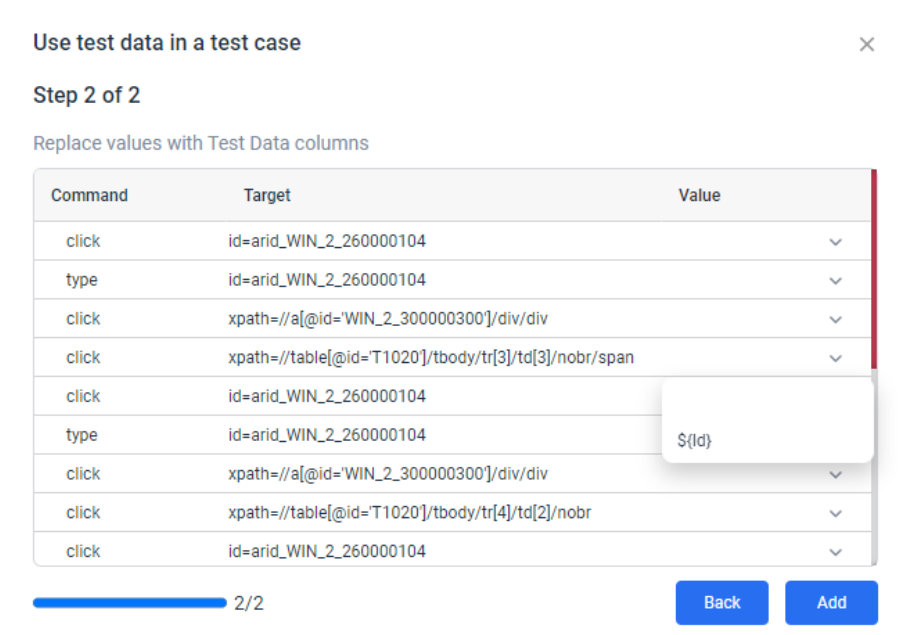 Use test data in a test case
Step 2 of 2
Replace values with Test Data columns
Command Target Value
click id=arid_WIN_2_260000104
type id=arid_WIN_2_260000104
click xpath=//a[@id='WIN_2_300000300']/div/div
click xpath=//table[@id='T1020']/tbody/tr[3]/td[3]/nobr/span
click id=arid_WIN_2_260000104
type id=arid_WIN_2_260000104
${Id}
click xpath=//a[@id='WIN_2_300000300']/div/div
click xpath=//table[@id='T1020']/tbody/tr[4]/td[2]/nobr
click id=arid_WIN_2_260000104
2/2 Back Add